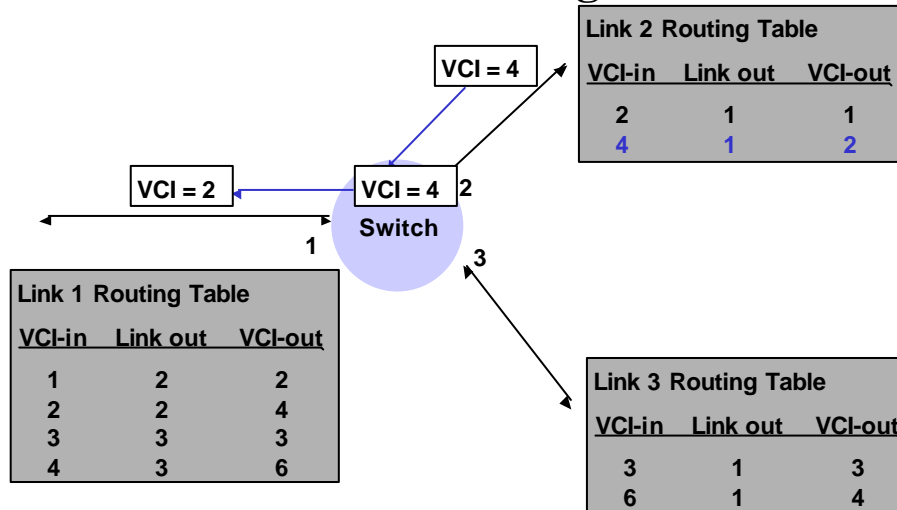 Link 2 Routing Table
VCI-in Link out VCI-out
2 1 1
4 1 2
VCI = 4
VCI = 2
VCI = 4
2
Switch
1
3
Link 1 Routing Table
VCI-in Link out VCI-out
1 2 2
2 2 4
3 3 3
4 3 6
Link 3 Routing Table
VCI-in Link out VCI-out
3 1 3
6 1 4